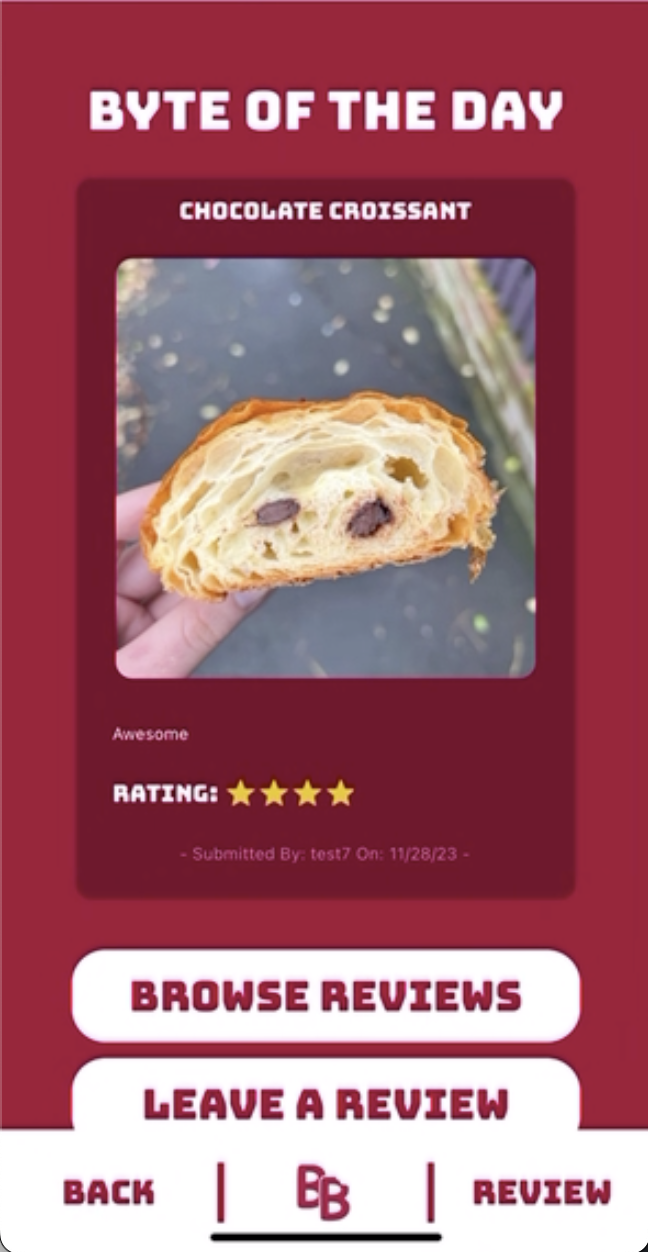 BYTE OF THE DAY
CHOCOLATE CROISSANT
Awesome
RATING: ⭐⭐⭐⭐
- Submitted By: test7 On: 11/28/23 -
BROWSE REVIEWS
LEAVE A REVIEW
BACK | BB | REVIEW